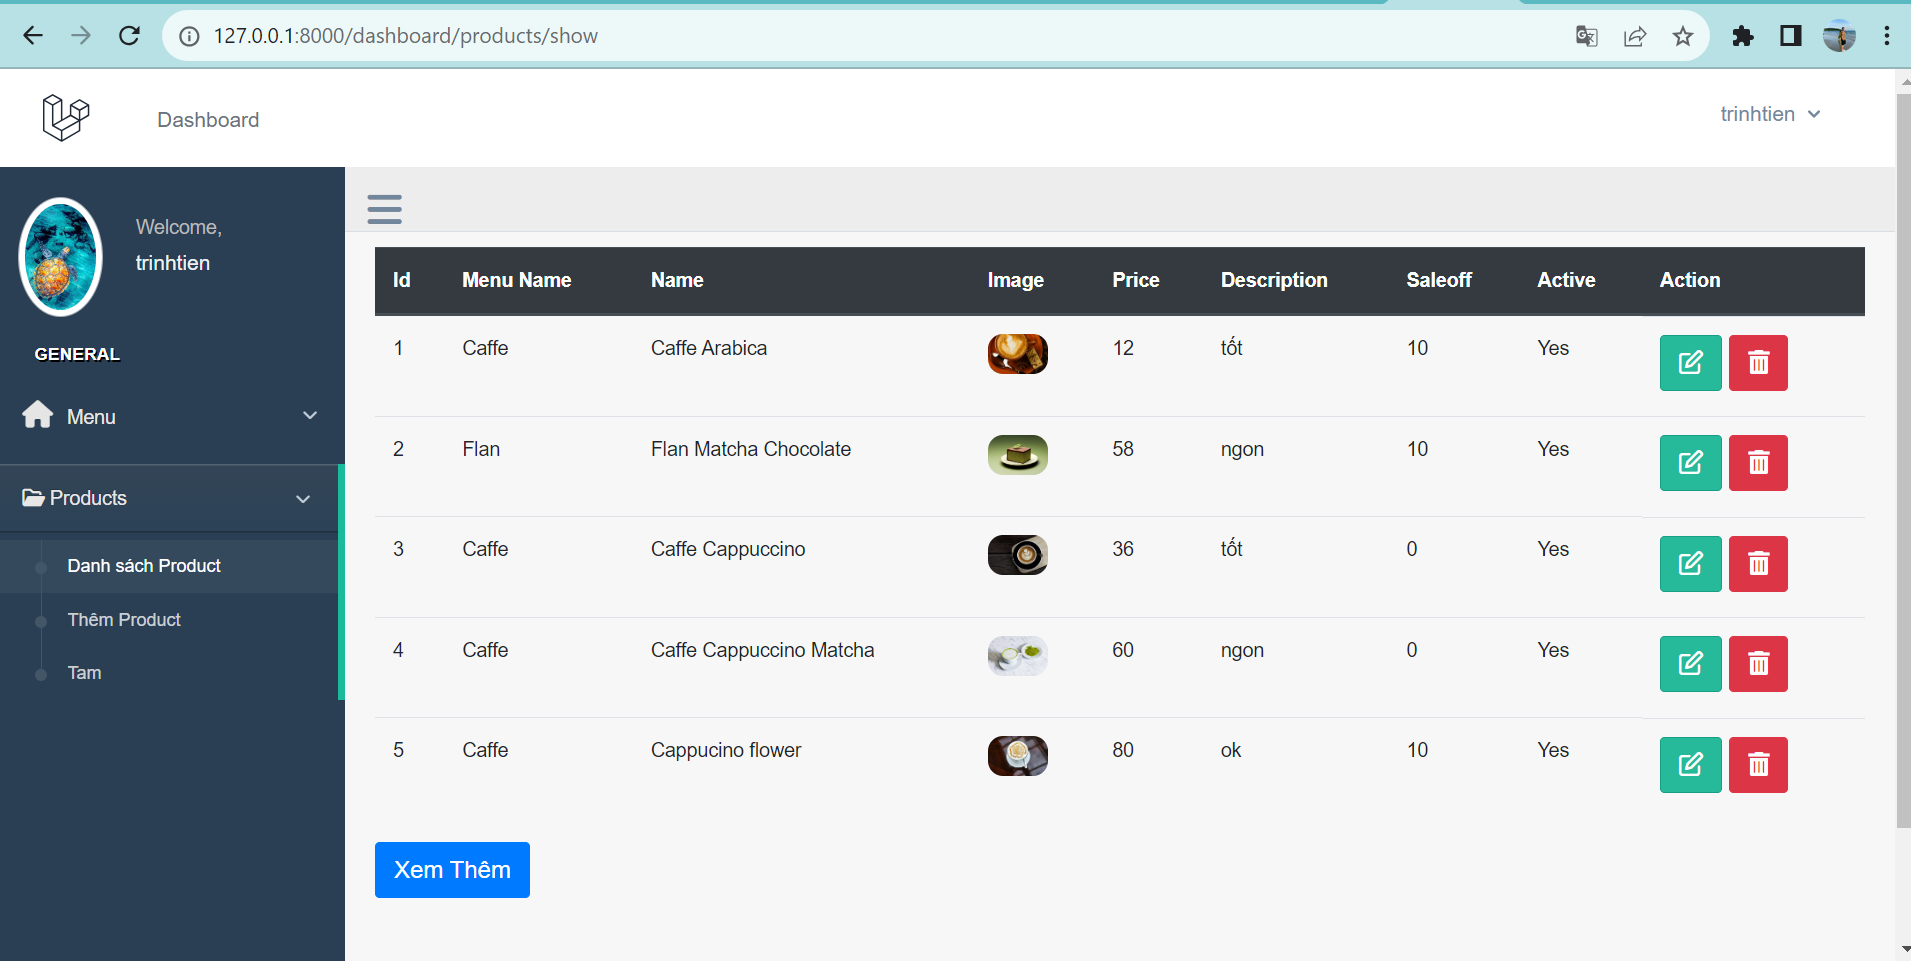 127.0.0.1:8000/dashboard/products/show
Dashboard
trinhtien
Welcome,
trinhtien
GENERAL
Menu
Products
Danh sách Product
Thêm Product
Tam
Id Menu Name Name Image Price Description Saleoff Active Action
1 Caffe Caffe Arabica 12 tốt 10 Yes
2 Flan Flan Matcha Chocolate 58 ngon 10 Yes
3 Caffe Caffe Cappuccino 36 tốt 0 Yes
4 Caffe Caffe Cappuccino Matcha 60 ngon 0 Yes
5 Caffe Cappucino flower 80 ok 10 Yes
Xem Thêm